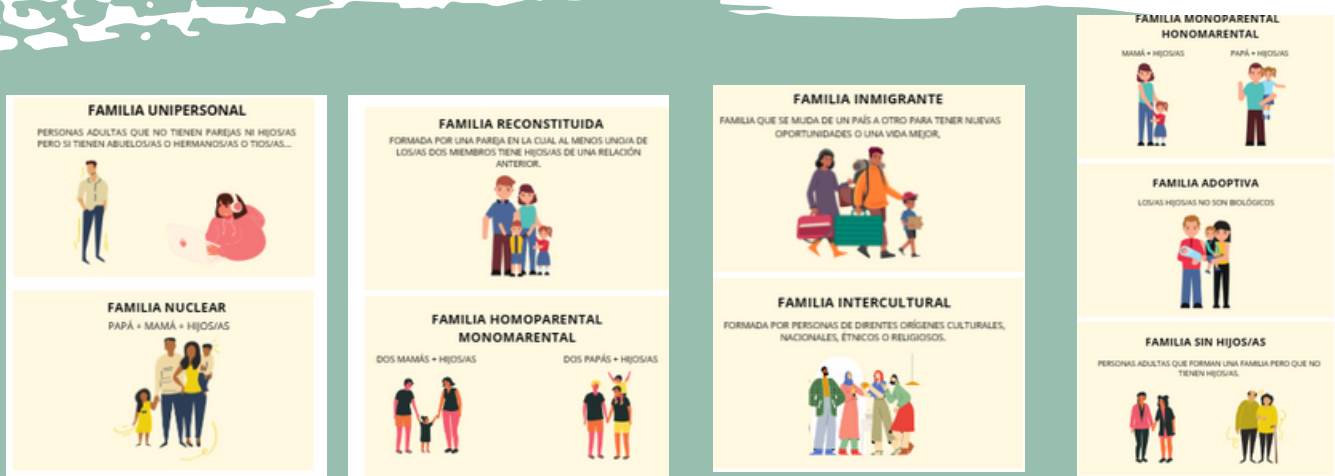 FAMILIA UNIPERSONAL
PERSONAS ADULTAS QUE NO TIENEN PAREJAS NI HIJOS/AS
PERO SI TIENEN ABUELOS/AS O HERMANOS/AS O TIOS/AS...
FAMILIA NUCLEAR
PAPÁ + MAMÁ + HIJOS/AS
FAMILIA RECONSTITUIDA
FORMADA POR UNA PAREJA EN LA CUAL AL MENOS UNO/A DE
LOS/AS DOS MIEMBROS TIENE HIJOS/AS DE UNA RELACIÓN
ANTERIOR.
FAMILIA HOMOPARENTAL
MONOMARENTAL
DOS MAMÁS + HIJOS/AS
DOS PAPÁS + HIJOS/AS
FAMILIA INMIGRANTE
FAMILIA QUE SE MUDA DE UN PAÍS A OTRO PARA TENER NUEVAS
OPORTUNIDADES O UNA VIDA MEJOR,
FAMILIA INTERCULTURAL
FORMADA POR PERSONAS DE DIRENTES ORÍGENES CULTURALES,
NACIONALES, ÉTNICOS O RELIGIOSOS.
FAMILIA MONOPARENTAL
HONOMARENTAL
MAMÁ + HIJOS/AS
PAPÁ + HIJOS/AS
FAMILIA ADOPTIVA
LOS/AS HIJOS/AS NO SON BIOLÓGICOS
FAMILIA SIN HIJOS/AS
PERSONAS ADULTAS QUE FORMAN UNA FAMILIA PERO QUE NO
TIENEN HIJOS/AS.